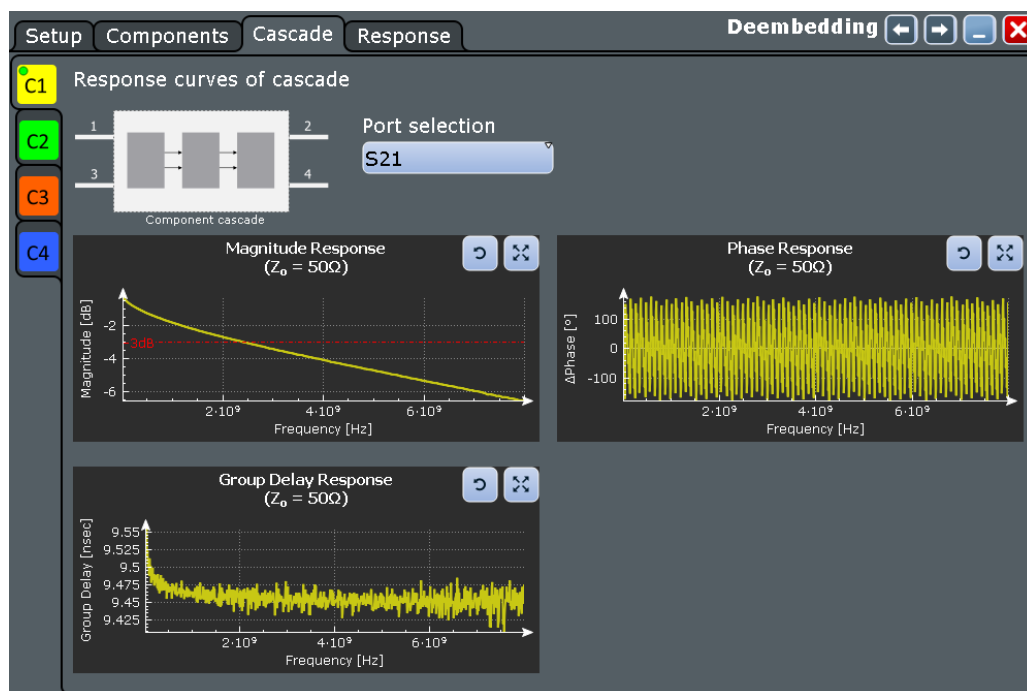 Setup Components Cascade Response Deembedding
C1
C2
C3
C4
Response curves of cascade
1 2
3 4
Component cascade
Port selection
S21
Magnitude Response
(Z₀ = 50Ω)
Magnitude [dB]
-2
3dB
-4
-6
2·10⁹ 4·10⁹ 6·10⁹
Frequency [Hz]
Phase Response
(Z₀ = 50Ω)
ΔPhase [°]
100
0
-100
2·10⁹ 4·10⁹ 6·10⁹
Frequency [Hz]
Group Delay Response
(Z₀ = 50Ω)
Group Delay [nsec]
9.55
9.525
9.5
9.475
9.45
9.425
2·10⁹ 4·10⁹ 6·10⁹
Frequency [Hz]